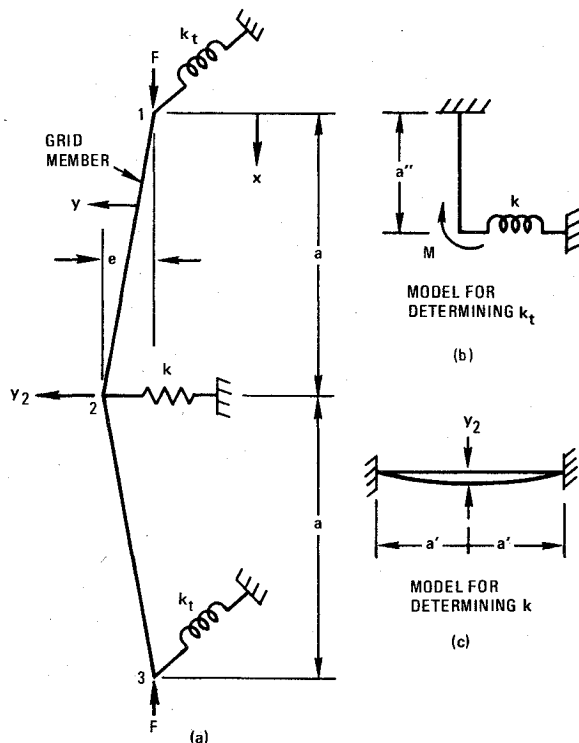 k_t
F
1
GRID
MEMBER
x
y
e
a
k
y_2
2
a
k_t
3
F
(a)
a''
k
M
MODEL FOR
DETERMINING k_t
(b)
y_2
a' a'
MODEL FOR
DETERMINING k
(c)